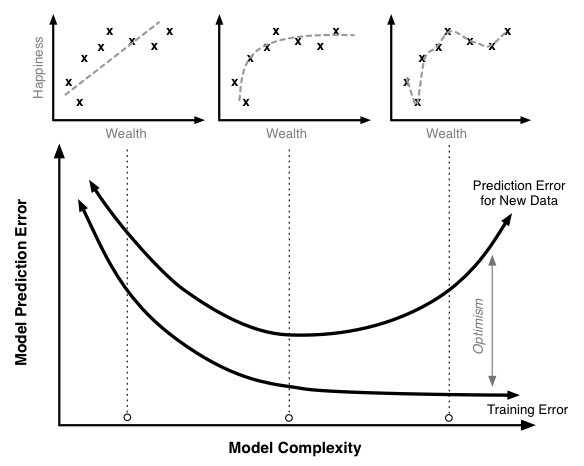 Happiness
Wealth
Wealth
Wealth
Model Prediction Error
Prediction Error
for New Data
Optimism
Training Error
Model Complexity